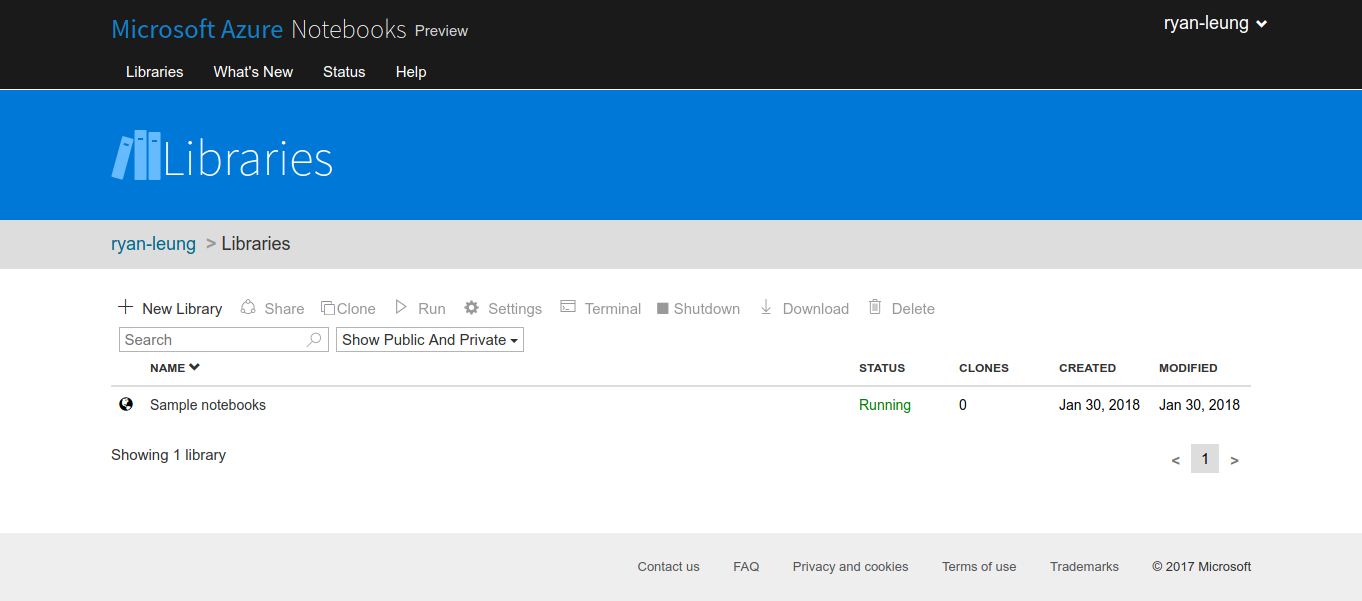 Microsoft Azure Notebooks Preview
ryan-leung
Libraries What's New Status Help
Libraries
ryan-leung > Libraries
New Library Share Clone Run Settings Terminal Shutdown Download Delete
Search Show Public And Private
NAME STATUS CLONES CREATED MODIFIED
Sample notebooks Running 0 Jan 30, 2018 Jan 30, 2018
Showing 1 library < 1 >
Contact us FAQ Privacy and cookies Terms of use Trademarks © 2017 Microsoft